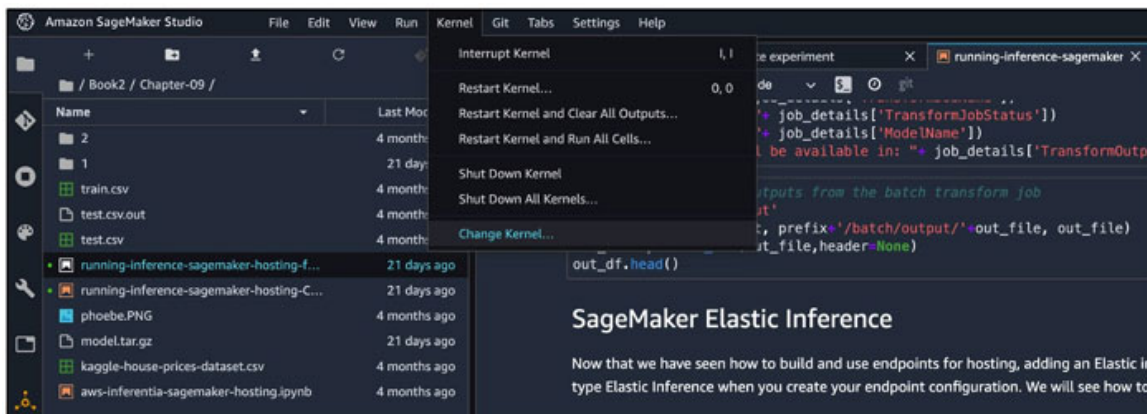 Amazon SageMaker Studio File Edit View Run Kernel Git Tabs Settings Help
/ Book2 / Chapter-09 /
Name Last Mod
2 4 month
1 21 day
train.csv 4 month
test.csv.out 4 month
test.csv 4 month
running-inference-sagemaker-hosting-f... 21 days ago
running-inference-sagemaker-hosting-C... 21 days ago
phoebe.PNG 4 months ago
model.tar.gz 21 days ago
kaggle-house-prices-dataset.csv 4 months ago
aws-inferentia-sagemaker-hosting.ipynb 4 months ago
Interrupt Kernel I, I
Restart Kernel... 0, 0
Restart Kernel and Clear All Outputs...
Restart Kernel and Run All Cells...
Shut Down Kernel
Shut Down All Kernels...
Change Kernel...
experiment running-inference-sagemaker
de git
"+ job_details['TransformJobStatus'])
"+ job_details['ModelName'])
be available in: "+ job_details['TransformOutp
utputs from the batch transform job
ut'
t, prefix+'/batch/output/'+out_file, out_file)
ut_file,header=None)
out_df.head()
SageMaker Elastic Inference
Now that we have seen how to build and use endpoints for hosting, adding an Elastic in
type Elastic Inference when you create your endpoint configuration. We will see how to